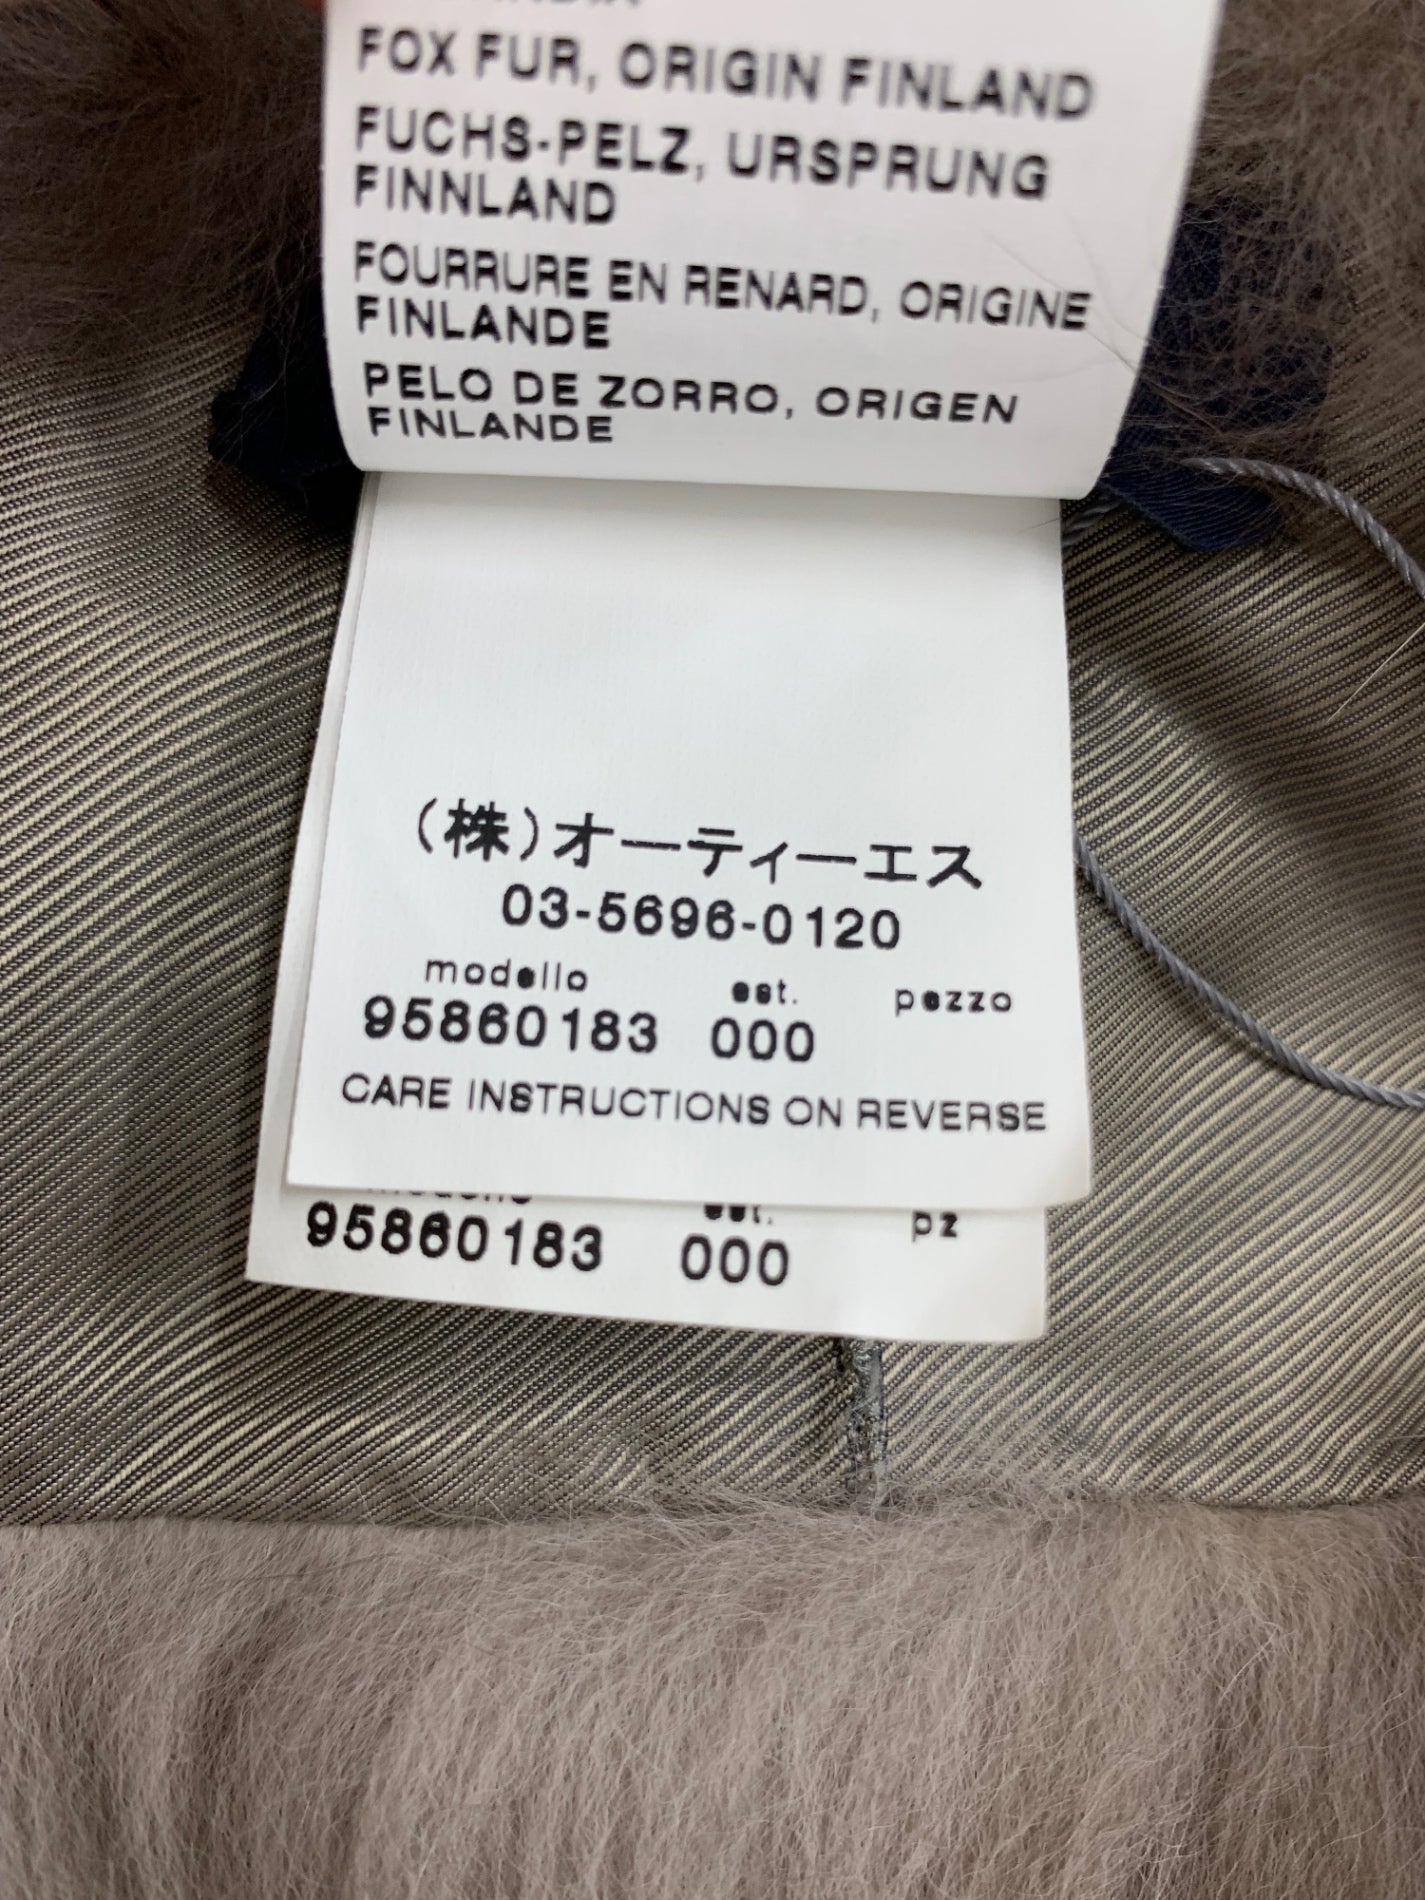 FOX FUR, ORIGIN FINLAND
FUCHS-PELZ, URSPRUNG
FINNLAND
FOURRURE EN RENARD, ORIGINE
FINLANDE
PELO DE ZORRO, ORIGEN
FINLANDE
(株)オーティーエス
03-5696-0120
modello est. pezzo
95860183 000
CARE INSTRUCTIONS ON REVERSE
modello est. pz
95860183 000